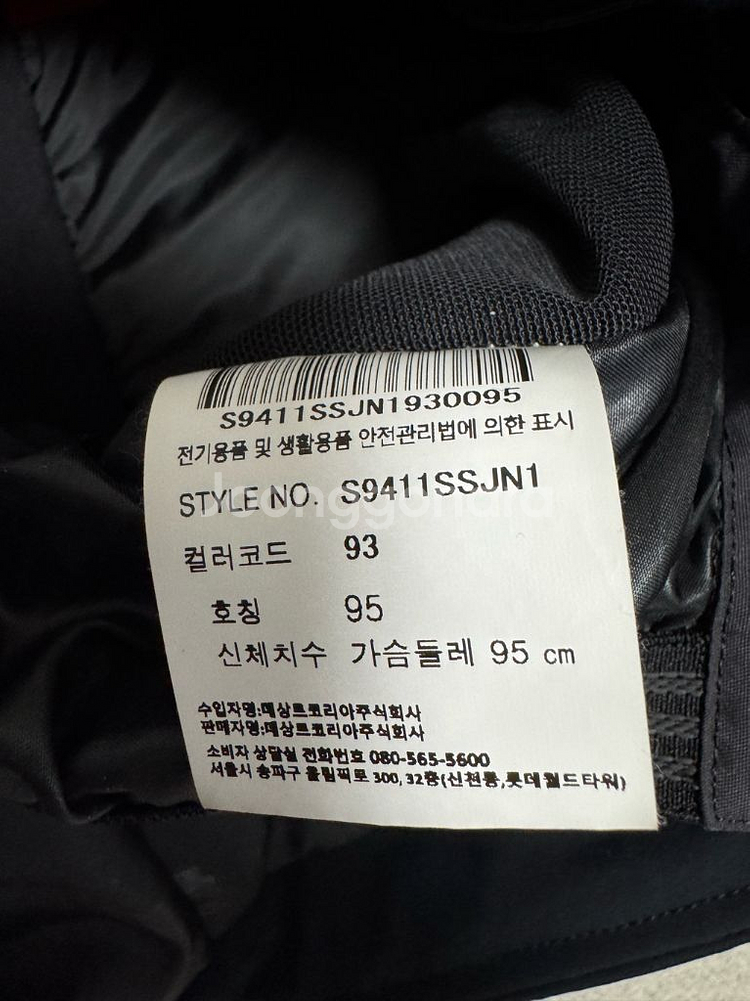 S9411SSJN1930095
전기용품 및 생활용품 안전관리법에 의한 표시
STYLE NO. S9411SSJN1
Joonggonara
컬러코드 93
호칭 95
신체치수 가슴둘레 95 cm
수입자명:데상트코리아주식회사
판매자명:데상트코리아주식회사
소비자 상담실 전화번호 080-565-5600
서울시 송파구 올림픽로 300, 32층(신천동,롯데월드타워)